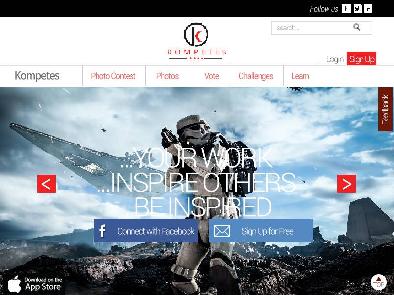 Follow us
search...
KOMPETES
Login Sign Up
Kompetes Photo Contest Photos Vote Challenges Learn
Feedback
...YOUR WORK
...INSPIRE OTHERS
BE INSPIRED
Connect with Facebook
Sign Up for Free
Download on the
App Store